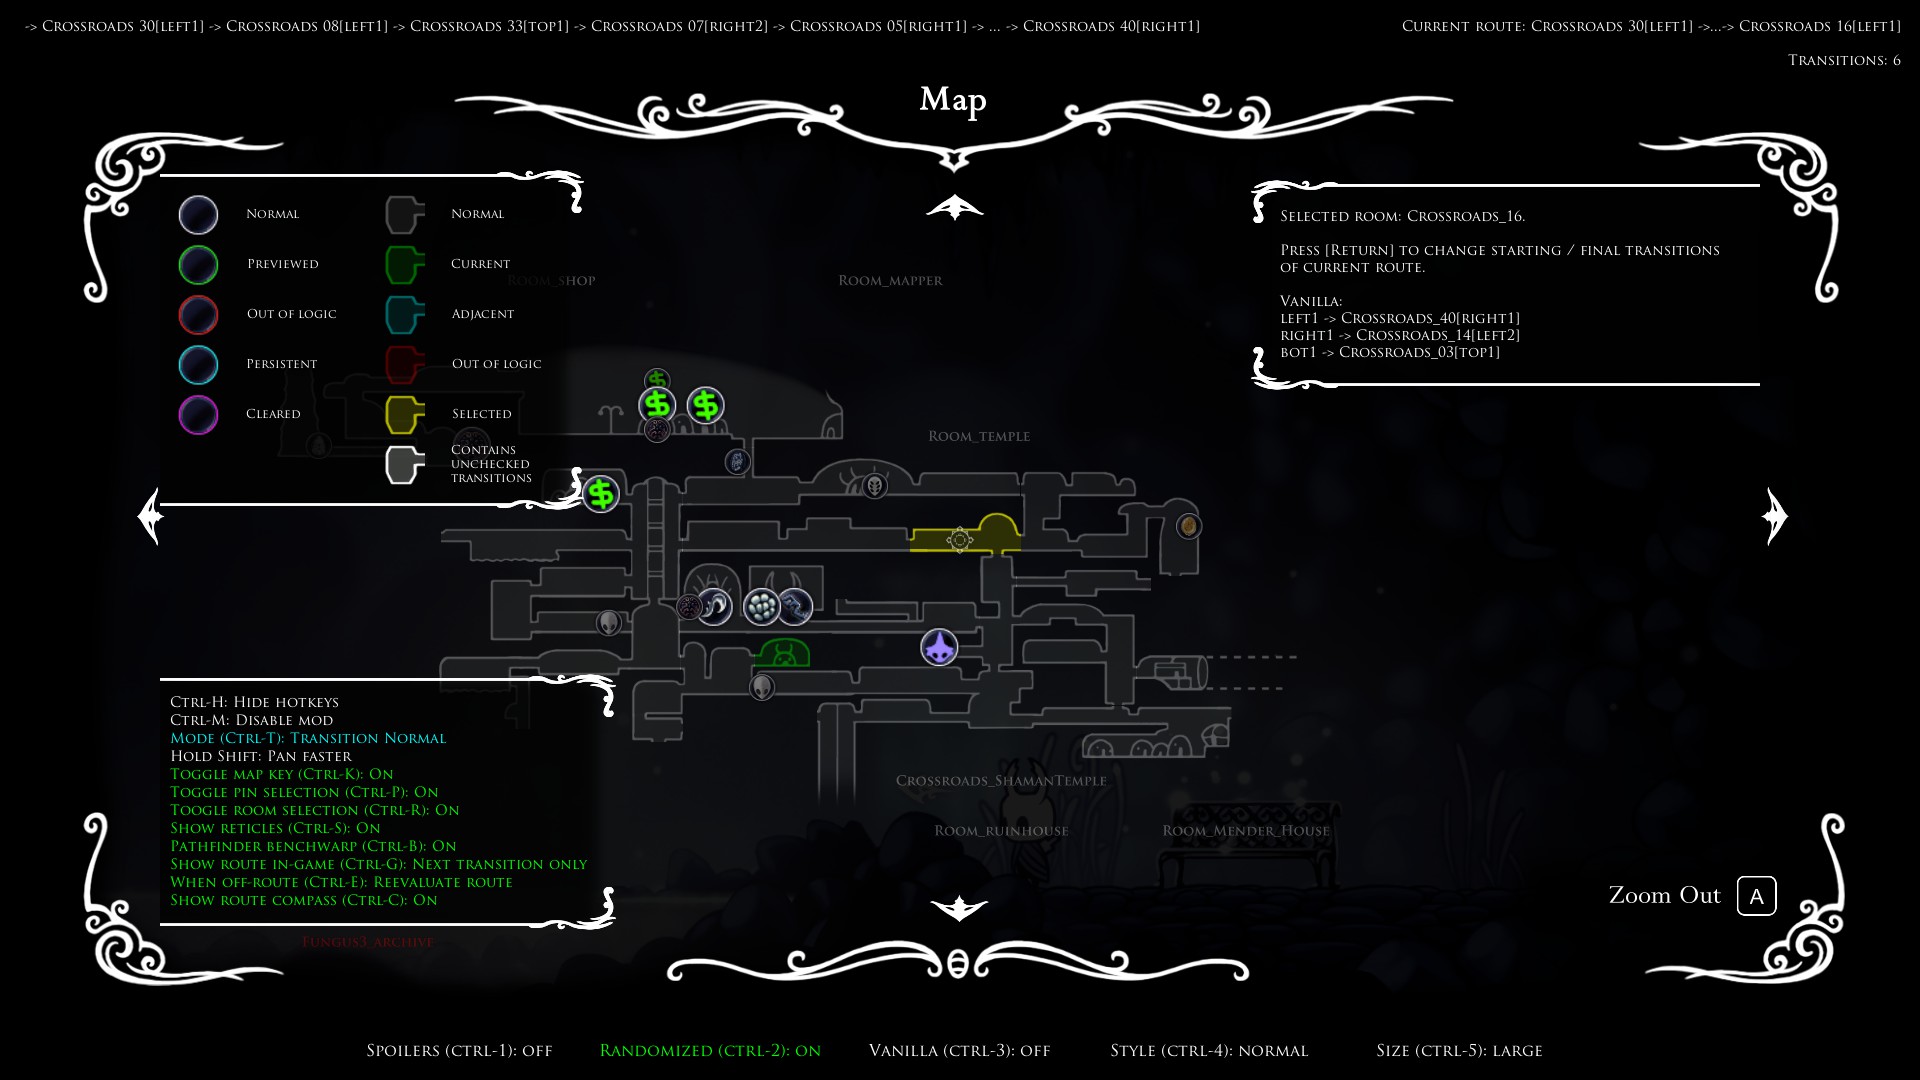 -> Crossroads 30[left1] -> Crossroads 08[left1] -> Crossroads 33[top1] -> Crossroads 07[right2] -> Crossroads 05[right1] -> ... -> Crossroads 40[right1]
Current route: Crossroads 30[left1] ->...-> Crossroads 16[left1]
Transitions: 6
Map
Normal
Previewed
Out of logic
Persistent
Cleared
Normal
Current
Adjacent
Out of logic
Selected
Contains
unchecked
transitions
Selected room: Crossroads_16.
Press [Return] to change starting / final transitions
of current route.
Vanilla:
left1 -> Crossroads_40[right1]
right1 -> Crossroads_14[left2]
bot1 -> Crossroads_03[top1]
Room_shop
Room_mapper
Room_temple
Crossroads_ShamanTemple
Room_ruinhouse
Room_Mender_House
Ctrl-H: Hide hotkeys
Ctrl-M: Disable mod
Mode (Ctrl-T): Transition Normal
Hold Shift: Pan faster
Toggle map key (Ctrl-K): On
Toggle pin selection (Ctrl-P): On
Toogle room selection (Ctrl-R): On
Show reticles (Ctrl-S): On
Pathfinder benchwarp (Ctrl-B): On
Show route in-game (Ctrl-G): Next transition only
When off-route (Ctrl-E): Reevaluate route
Show route compass (Ctrl-C): On
Fungus3_archive
Zoom Out A
Spoilers (ctrl-1): off
Randomized (ctrl-2): on
Vanilla (ctrl-3): off
Style (ctrl-4): normal
Size (ctrl-5): large